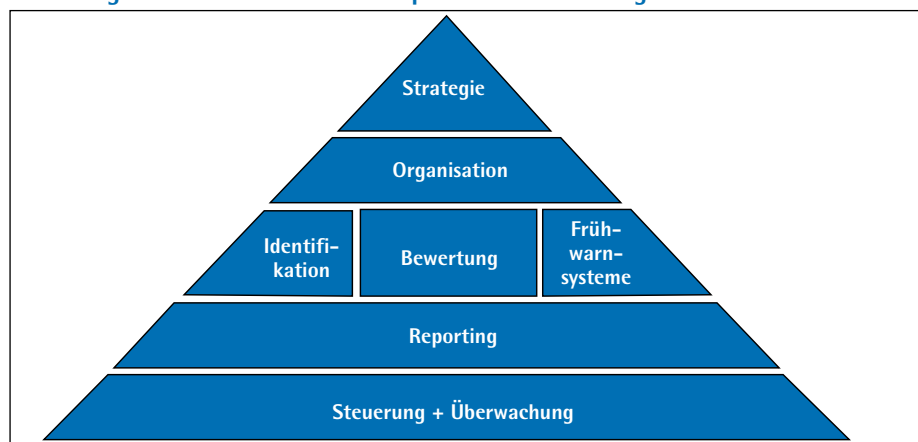 Strategie
Organisation
Identifi-
kation
Bewertung
Früh-
warn-
systeme
Reporting
Steuerung + Überwachung